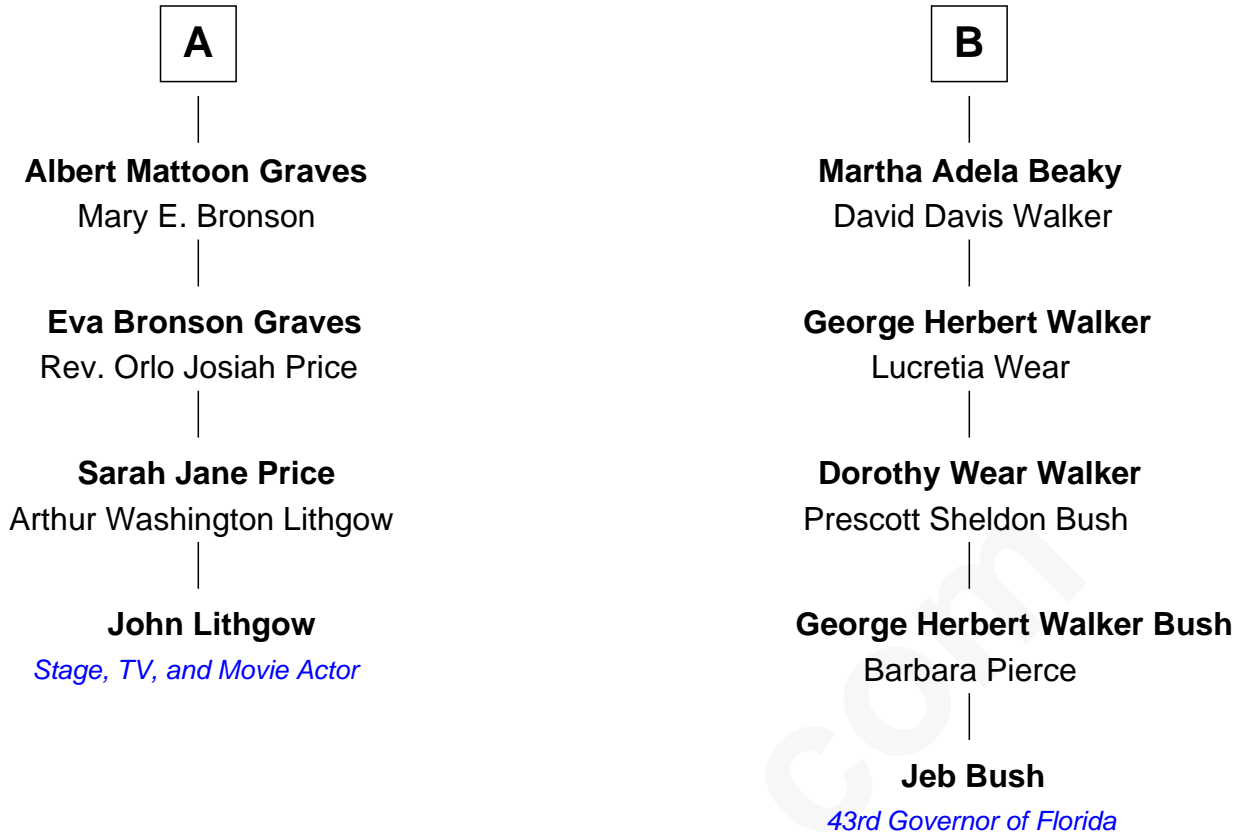 A
Albert Mattoon Graves
Mary E. Bronson
Eva Bronson Graves
Rev. Orlo Josiah Price
Sarah Jane Price
Arthur Washington Lithgow
John Lithgow
Stage, TV, and Movie Actor
B
Martha Adela Beaky
David Davis Walker
George Herbert Walker
Lucretia Wear
Dorothy Wear Walker
Prescott Sheldon Bush
George Herbert Walker Bush
Barbara Pierce
Jeb Bush
43rd Governor of Florida
com